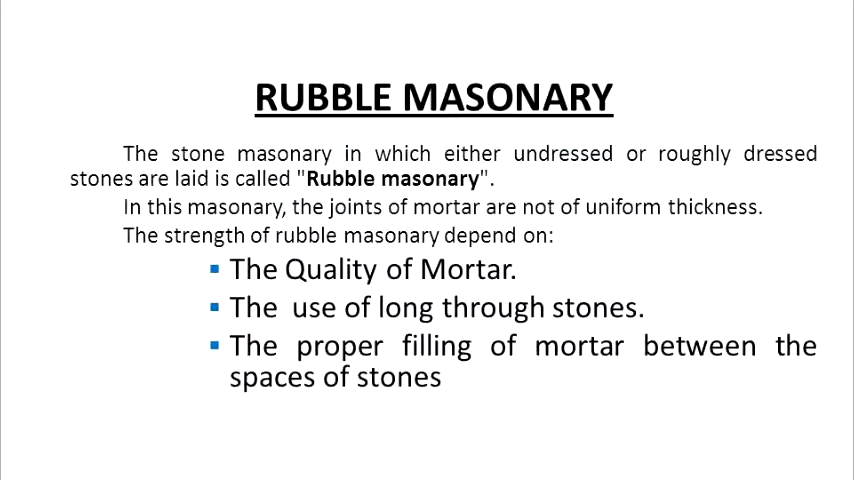 RUBBLE MASONARY
The stone masonary in which either undressed or roughly dressed
stones are laid is called "Rubble masonary".
In this masonary, the joints of mortar are not of uniform thickness.
The strength of rubble masonary depend on:
▪ The Quality of Mortar.
▪ The use of long through stones.
▪ The proper filling of mortar between the
spaces of stones